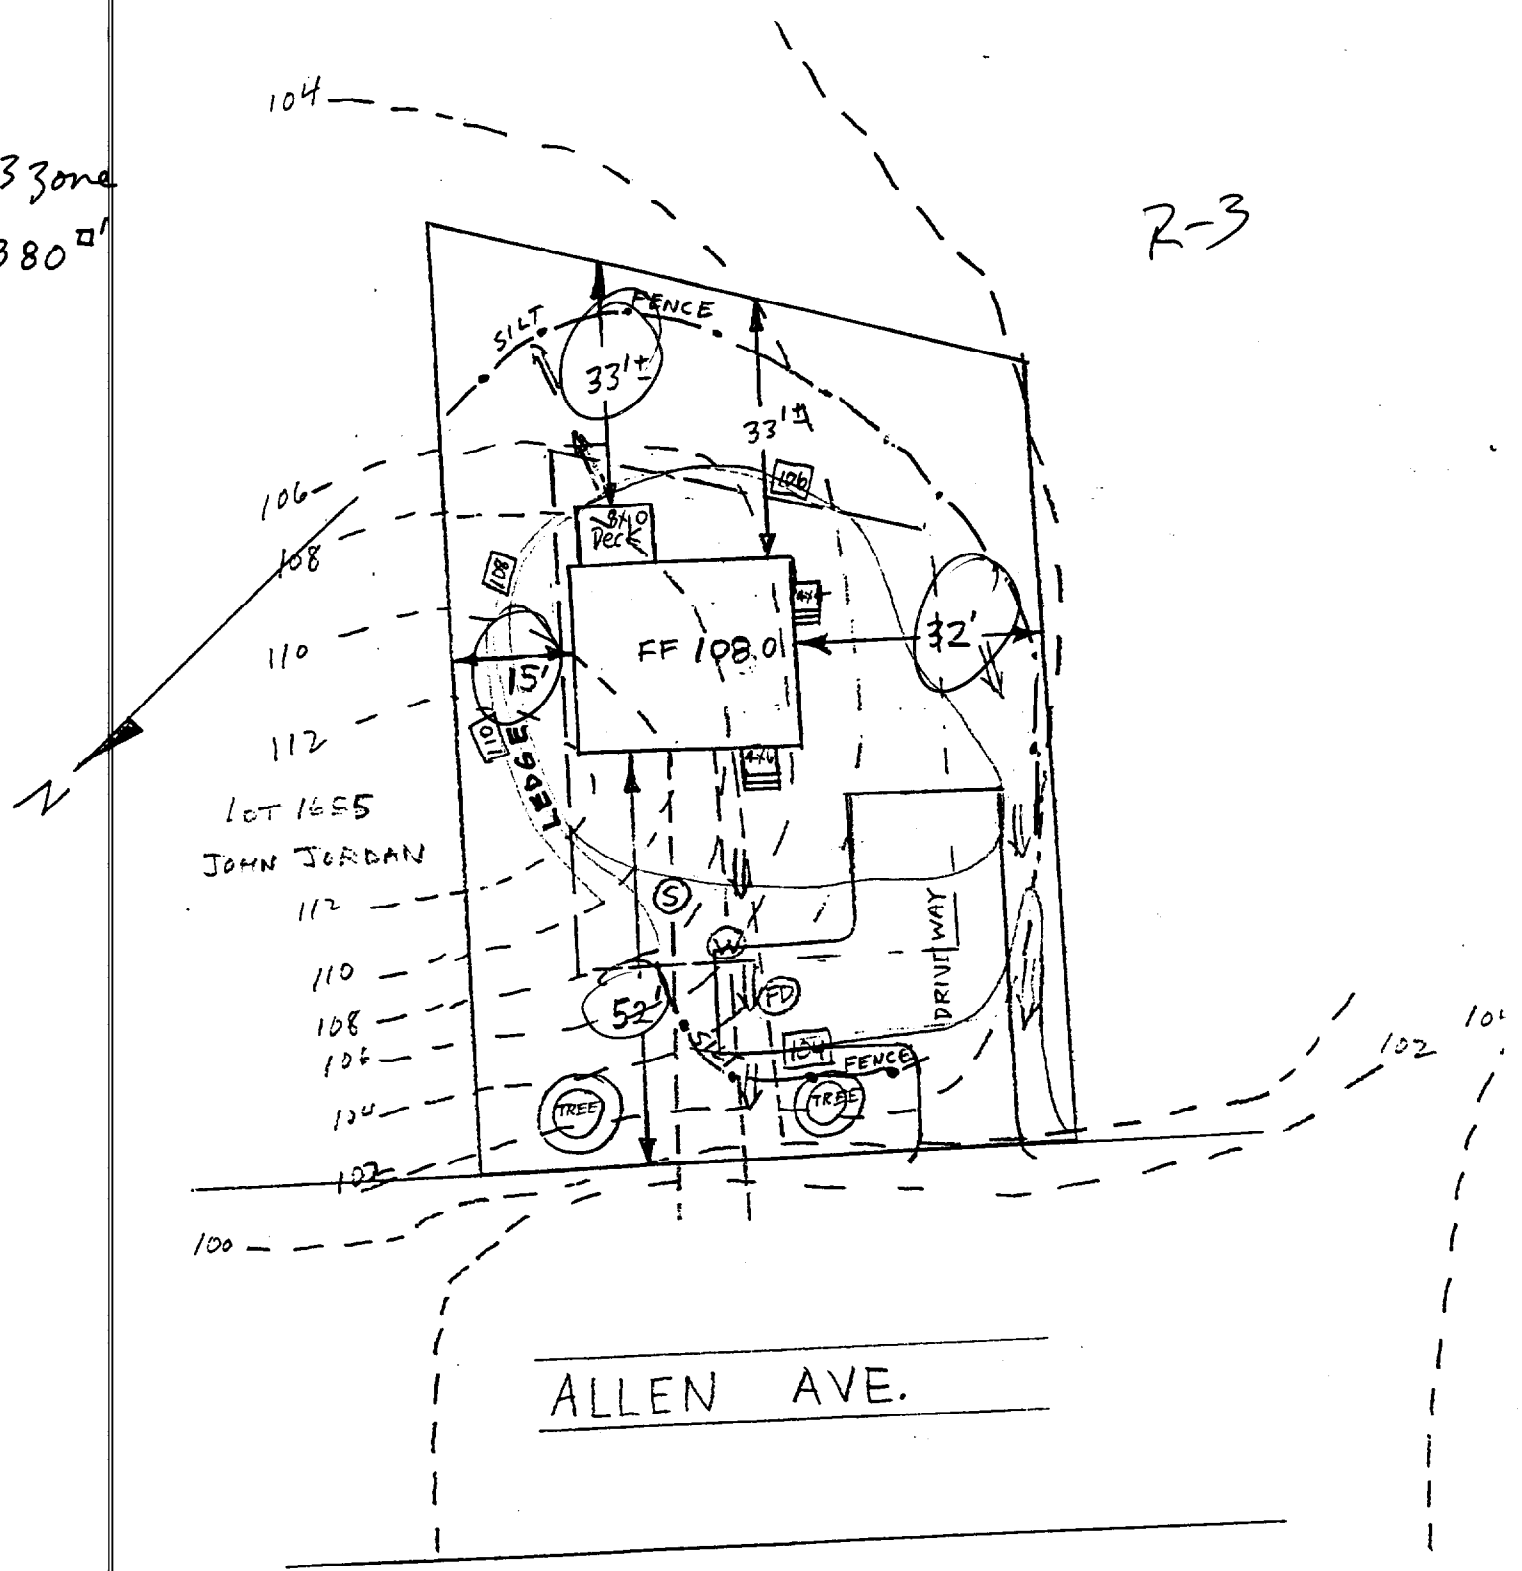 104
3 Zone
R-3
380 □'
SILT FENCE
33'±
33'±
106
106
8x10
Deck
108
108
110
FF 108.0
32'
15'
112
110
LEDGE
4x6
LOT 1655
JOHN JORDAN
112
S
DRIVEWAY
W
110
FD
52'
108
104
106
FENCE
102
104
TREE
TREE
102
100
ALLEN AVE.
N